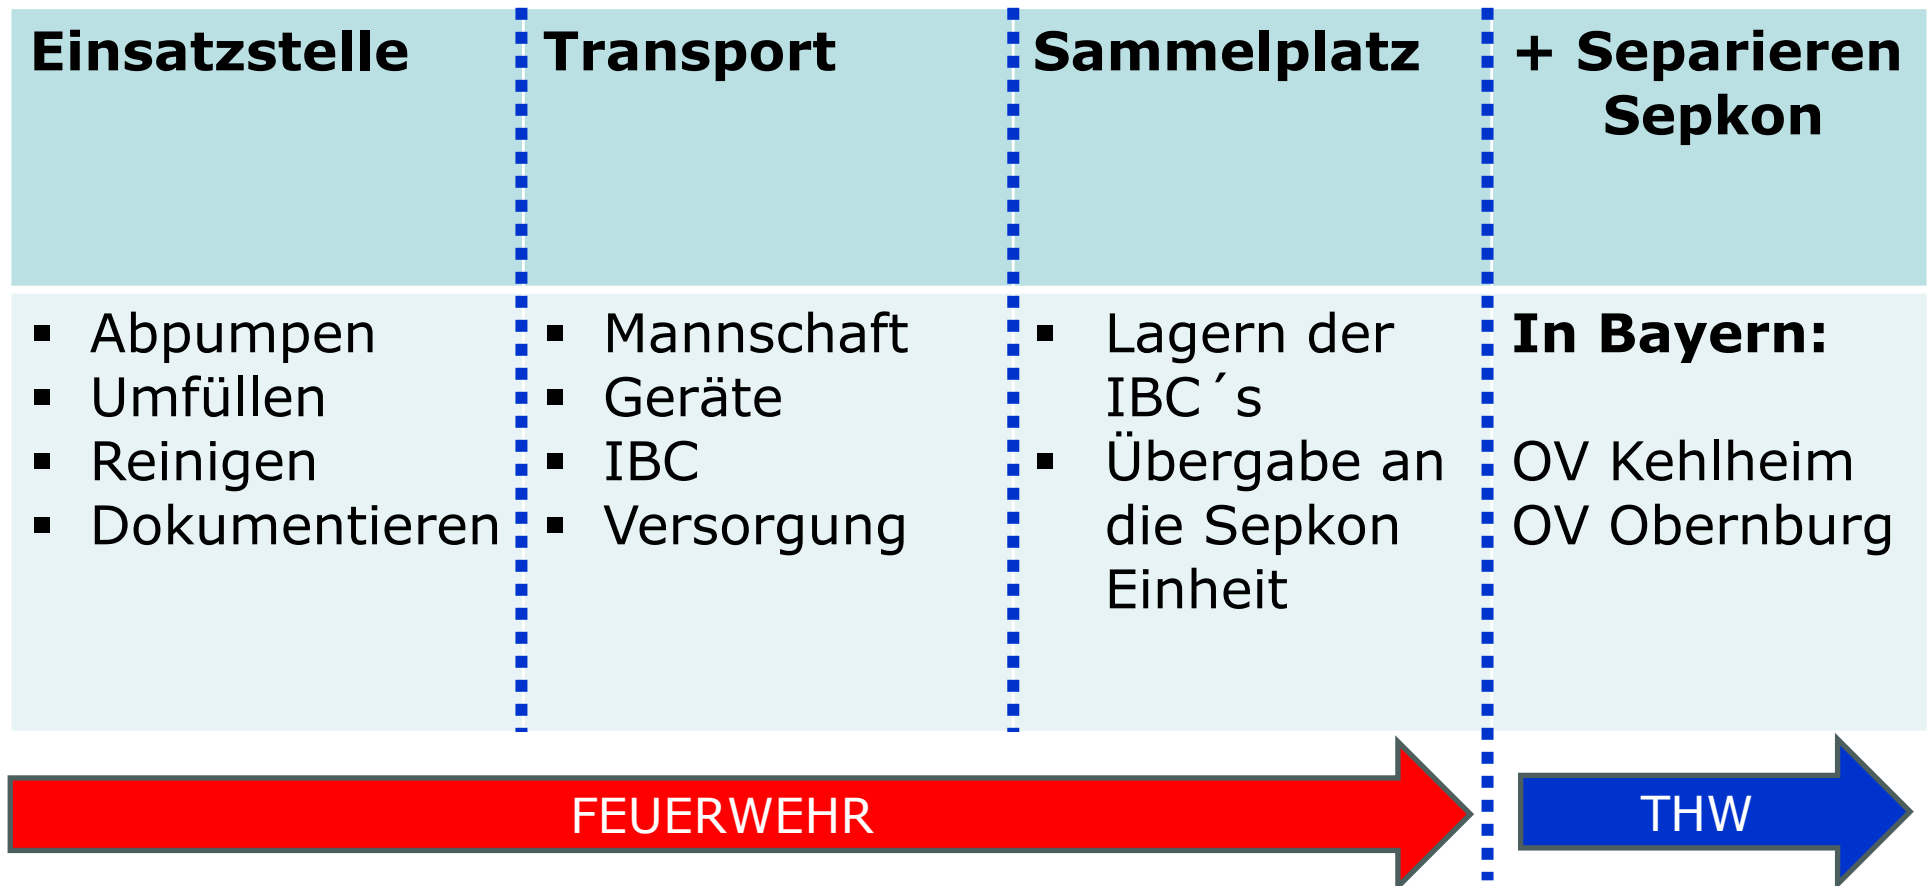 Einsatzstelle
Transport
Sammelplatz
+ Separieren
Sepkon
▪ Abpumpen
▪ Umfüllen
▪ Reinigen
▪ Dokumentieren
▪ Mannschaft
▪ Geräte
▪ IBC
▪ Versorgung
▪ Lagern der
IBC´s
▪ Übergabe an
die Sepkon
Einheit
In Bayern:
OV Kehlheim
OV Obernburg
FEUERWEHR
THW